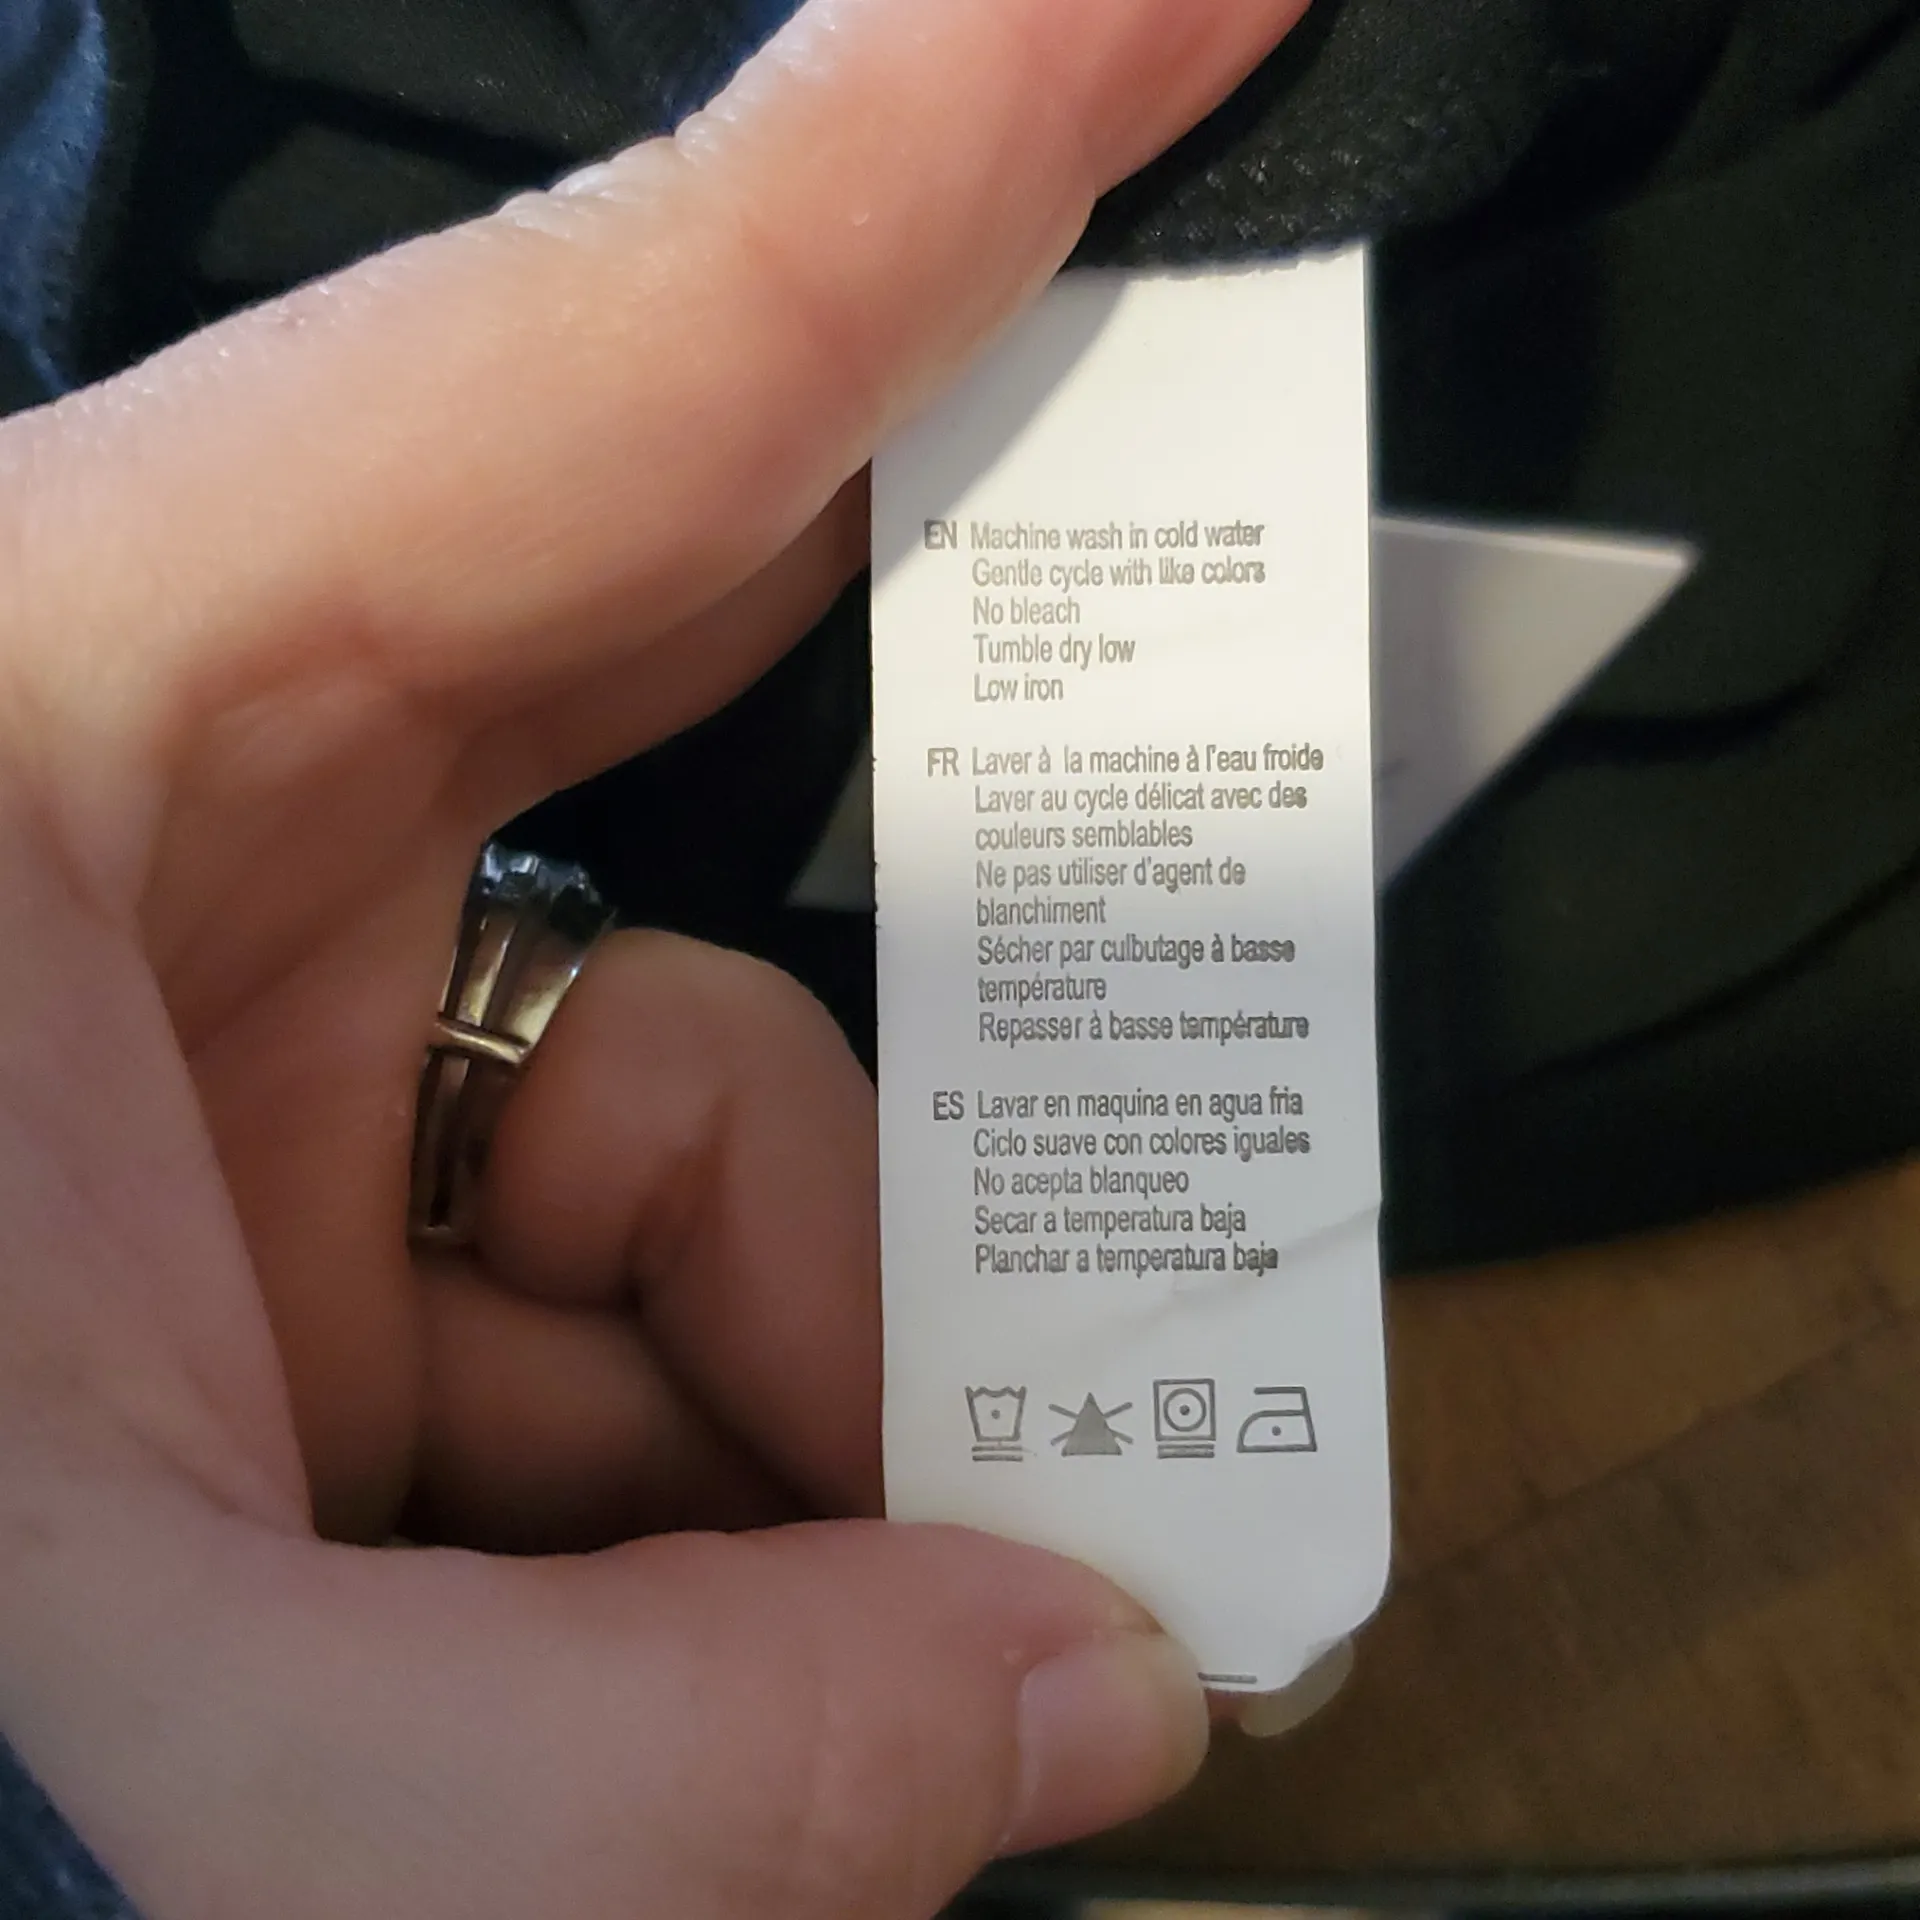 EN Machine wash in cold water
Gentle cycle with like colors
No bleach
Tumble dry low
Low iron
FR Laver à la machine à l'eau froide
Laver au cycle délicat avec des
couleurs semblables
Ne pas utiliser d'agent de
blanchiment
Sécher par culbutage à basse
température
Repasser à basse température
ES Lavar en maquina en agua fria
Ciclo suave con colores iguales
No acepta blanqueo
Secar a temperatura baja
Planchar a temperatura baja